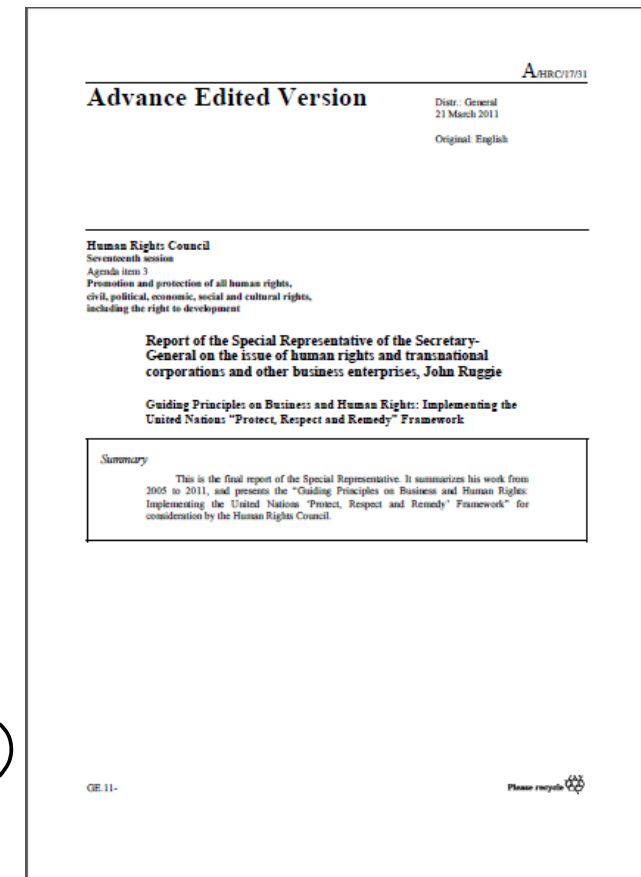 A/HRC/17/31
Advance Edited Version
Distr.: General
21 March 2011
Original: English
Human Rights Council
Seventeenth session
Agenda item 3
Promotion and protection of all human rights,
civil, political, economic, social and cultural rights,
including the right to development
Report of the Special Representative of the Secretary-
General on the issue of human rights and transnational
corporations and other business enterprises, John Ruggie
Guiding Principles on Business and Human Rights: Implementing the
United Nations “Protect, Respect and Remedy” Framework
Summary
This is the final report of the Special Representative. It summarizes his work from
2005 to 2011, and presents the “Guiding Principles on Business and Human Rights:
Implementing the United Nations ‘Protect, Respect and Remedy’ Framework” for
consideration by the Human Rights Council.
GE.11-
Please recycle